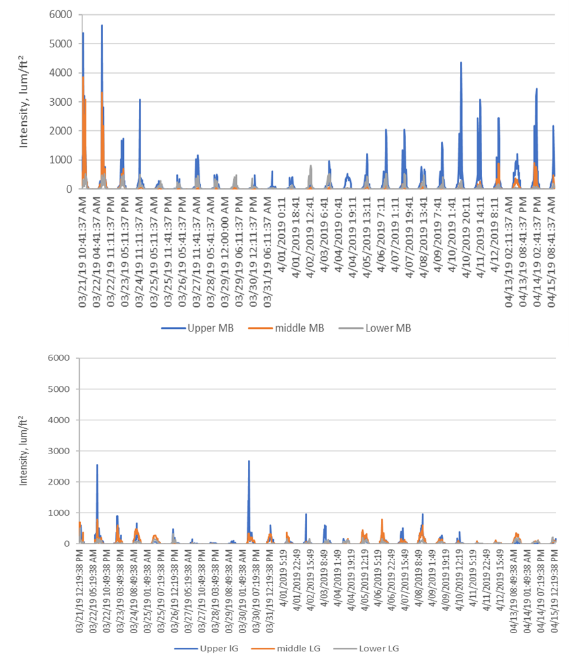 Intensity, lum/ft²
6000
5000
4000
3000
2000
1000
0
03/21/19 10:41:37 AM
03/22/19 04:41:37 AM
03/22/19 11:11:37 PM
03/23/19 05:11:37 PM
03/24/19 11:11:37 AM
03/25/19 05:11:37 AM
03/25/19 11:41:37 PM
03/26/19 05:41:37 PM
03/27/19 11:41:37 AM
03/28/19 05:41:37 AM
03/29/19 12:00:00 AM
03/29/19 06:11:37 PM
03/30/19 12:11:37 PM
03/31/19 06:11:37 AM
4/01/2019 0:11
4/01/2019 18:41
4/02/2019 12:41
4/03/2019 6:41
4/04/2019 0:41
4/04/2019 19:11
4/05/2019 13:11
4/06/2019 7:11
4/07/2019 1:11
4/07/2019 19:41
4/08/2019 13:41
4/09/2019 7:41
4/10/2019 1:41
4/10/2019 20:11
4/11/2019 14:11
4/12/2019 8:11
04/13/19 02:11:37 AM
04/13/19 08:41:37 PM
04/14/19 02:41:37 PM
04/15/19 08:41:37 AM
Upper MB middle MB Lower MB
Intensity, lum/ft²
6000
5000
4000
3000
2000
1000
0
03/21/19 12:19:38 PM
03/22/19 05:19:38 AM
03/22/19 10:49:38 PM
03/23/19 03:49:38 PM
03/24/19 08:49:38 AM
03/25/19 01:49:38 AM
03/25/19 07:19:38 PM
03/26/19 12:19:38 PM
03/27/19 05:19:38 AM
03/27/19 10:49:38 PM
03/28/19 03:49:38 PM
03/29/19 08:49:38 AM
03/30/19 01:49:38 AM
03/30/19 07:19:38 PM
03/31/19 12:19:38 PM
4/01/2019 5:19
4/01/2019 22:49
4/02/2019 15:49
4/03/2019 8:49
4/04/2019 1:49
4/04/2019 19:19
4/05/2019 12:19
4/06/2019 5:19
4/06/2019 22:49
4/07/2019 15:49
4/08/2019 8:49
4/09/2019 1:49
4/09/2019 19:19
4/10/2019 12:19
4/11/2019 5:19
4/11/2019 22:49
4/12/2019 15:49
04/13/19 08:49:38 AM
04/14/19 01:49:38 AM
04/14/19 07:19:38 PM
04/15/19 12:19:38 PM
Upper IG middle LG Lower LG